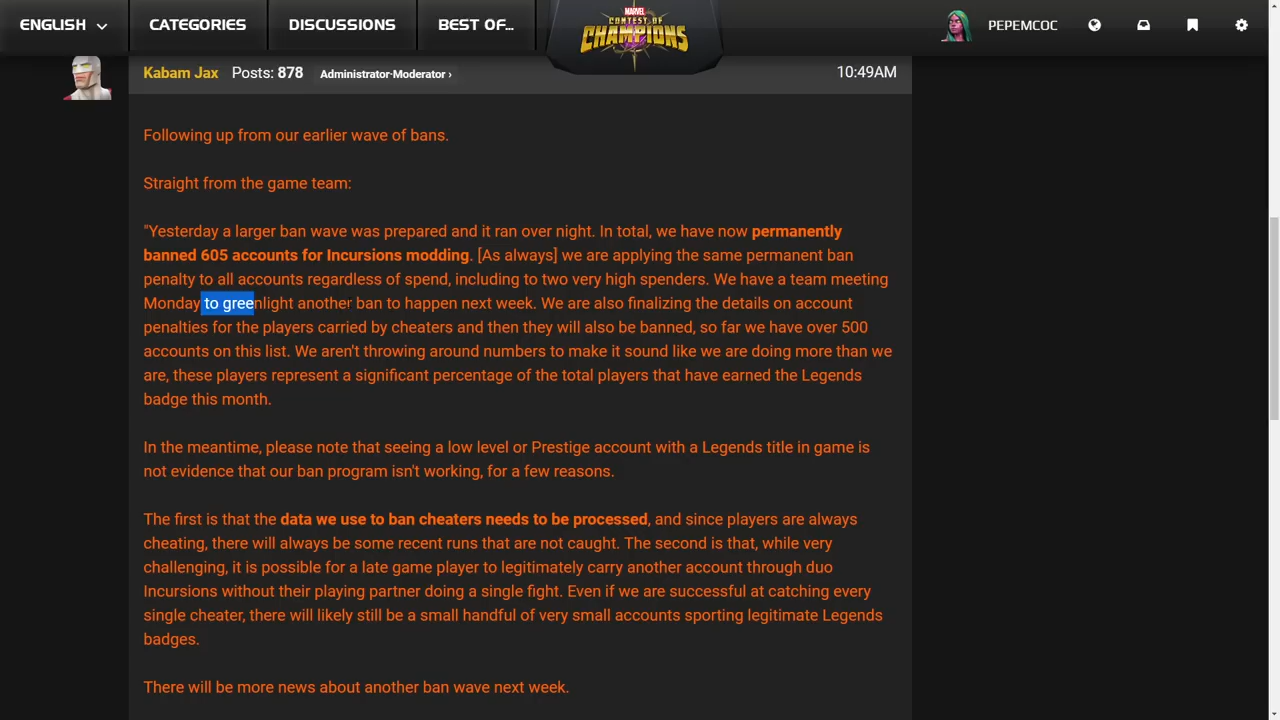 ENGLISH CATEGORIES DISCUSSIONS BEST OF... MARVEL CONTEST OF CHAMPIONS PEPEMCOC
Kabam Jax Posts: 878 Administrator-Moderator › 10:49AM
Following up from our earlier wave of bans.
Straight from the game team:
"Yesterday a larger ban wave was prepared and it ran over night. In total, we have now permanently
banned 605 accounts for Incursions modding. [As always] we are applying the same permanent ban
penalty to all accounts regardless of spend, including to two very high spenders. We have a team meeting
Monday to greenlight another ban to happen next week. We are also finalizing the details on account
penalties for the players carried by cheaters and then they will also be banned, so far we have over 500
accounts on this list. We aren't throwing around numbers to make it sound like we are doing more than we
are, these players represent a significant percentage of the total players that have earned the Legends
badge this month.
In the meantime, please note that seeing a low level or Prestige account with a Legends title in game is
not evidence that our ban program isn't working, for a few reasons.
The first is that the data we use to ban cheaters needs to be processed, and since players are always
cheating, there will always be some recent runs that are not caught. The second is that, while very
challenging, it is possible for a late game player to legitimately carry another account through duo
Incursions without their playing partner doing a single fight. Even if we are successful at catching every
single cheater, there will likely still be a small handful of very small accounts sporting legitimate Legends
badges.
There will be more news about another ban wave next week.